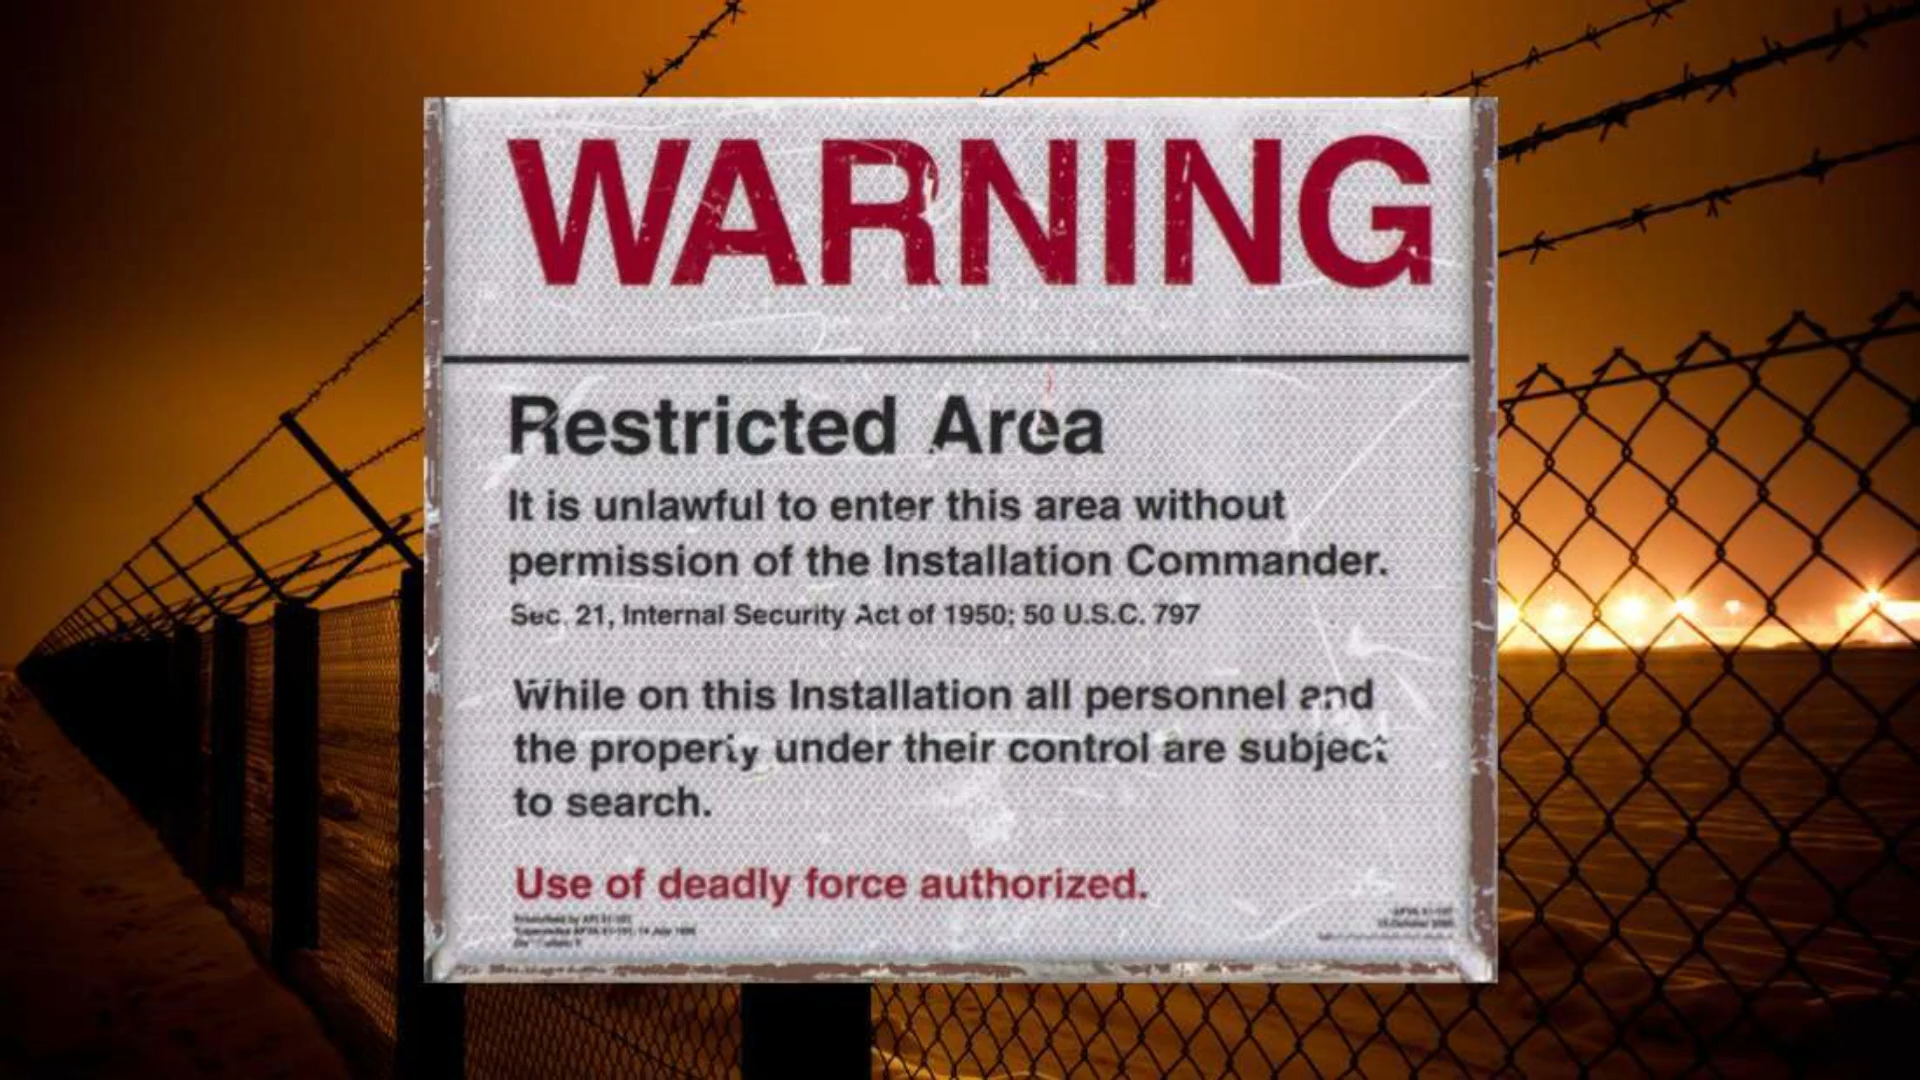 WARNING
Restricted Area
It is unlawful to enter this area without
permission of the Installation Commander.
Sec. 21, Internal Security Act of 1950; 50 U.S.C. 797
While on this Installation all personnel and
the property under their control are subject
to search.
Use of deadly force authorized.